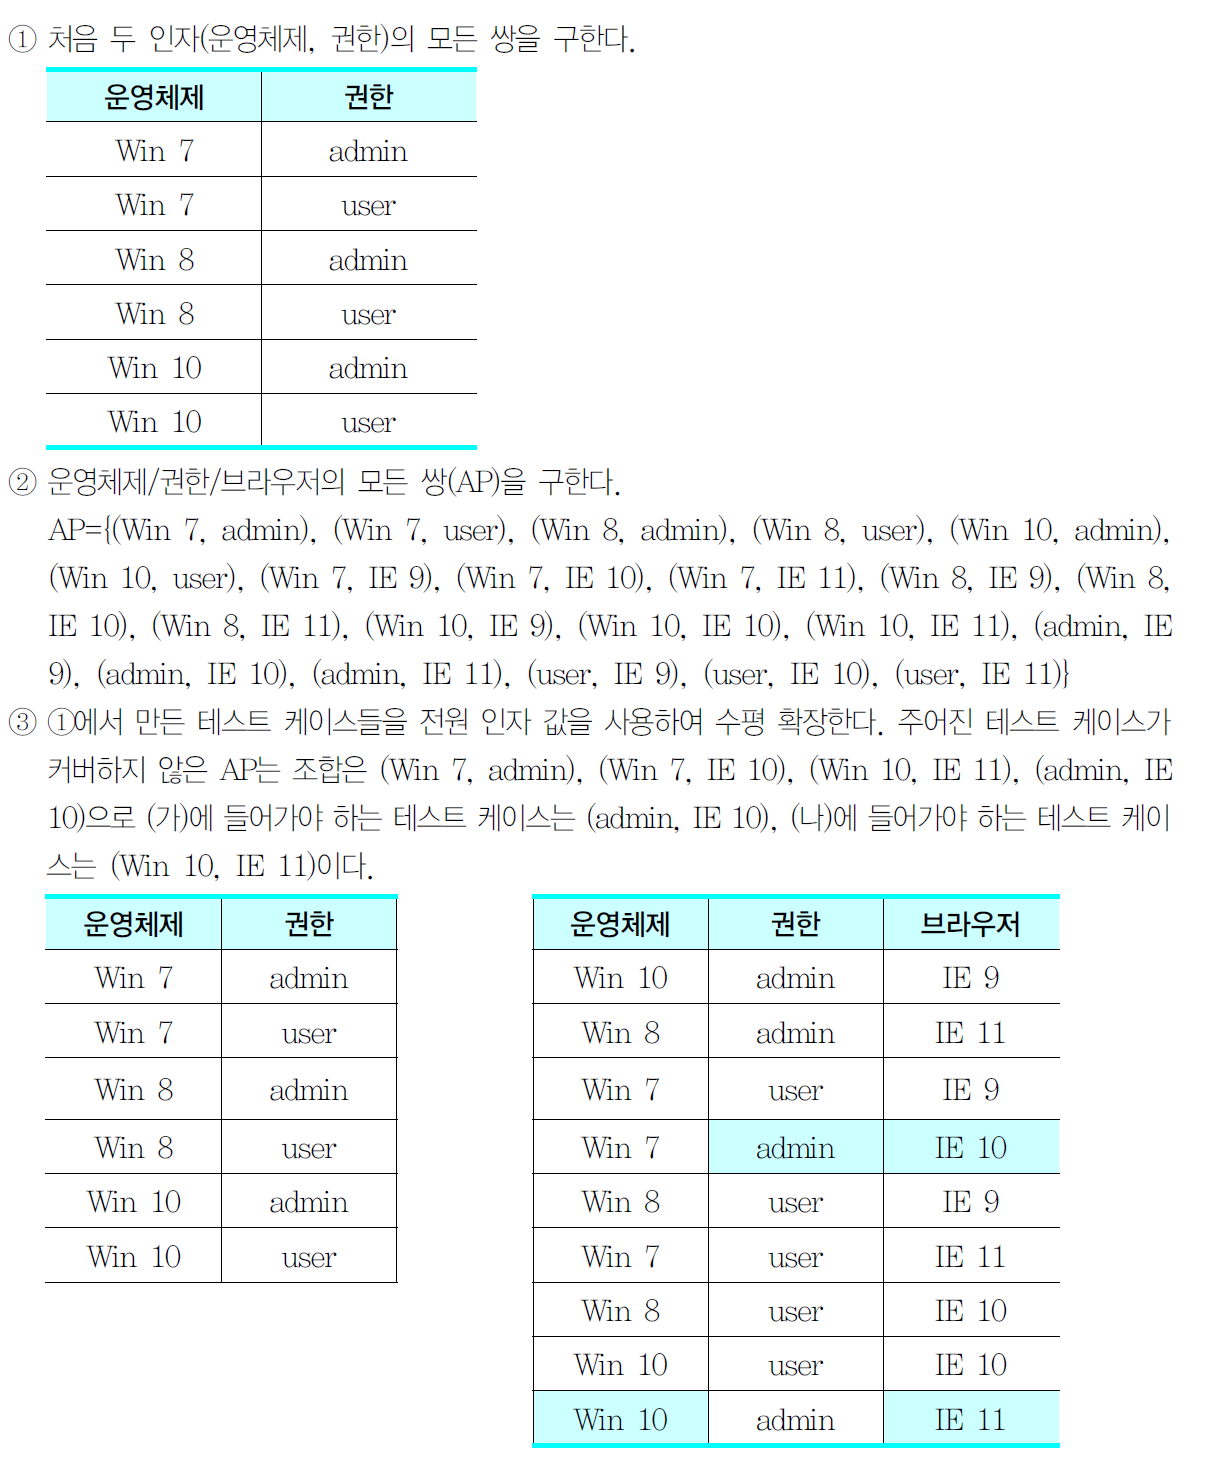 ① 처음 두 인자(운영체제, 권한)의 모든 쌍을 구한다.
운영체제 권한
Win 7 admin
Win 7 user
Win 8 admin
Win 8 user
Win 10 admin
Win 10 user
② 운영체제/권한/브라우저의 모든 쌍(AP)을 구한다.
AP={(Win 7, admin), (Win 7, user), (Win 8, admin), (Win 8, user), (Win 10, admin),
(Win 10, user), (Win 7, IE 9), (Win 7, IE 10), (Win 7, IE 11), (Win 8, IE 9), (Win 8,
IE 10), (Win 8, IE 11), (Win 10, IE 9), (Win 10, IE 10), (Win 10, IE 11), (admin, IE
9), (admin, IE 10), (admin, IE 11), (user, IE 9), (user, IE 10), (user, IE 11)}
③ ①에서 만든 테스트 케이스들을 전원 인자 값을 사용하여 수평 확장한다. 주어진 테스트 케이스가
커버하지 않은 AP는 조합은 (Win 7, admin), (Win 7, IE 10), (Win 10, IE 11), (admin, IE
10)으로 (가)에 들어가야 하는 테스트 케이스는 (admin, IE 10), (나)에 들어가야 하는 테스트 케이
스는 (Win 10, IE 11)이다.
운영체제 권한
Win 7 admin
Win 7 user
Win 8 admin
Win 8 user
Win 10 admin
Win 10 user
운영체제 권한 브라우저
Win 10 admin IE 9
Win 8 admin IE 11
Win 7 user IE 9
Win 7 admin IE 10
Win 8 user IE 9
Win 7 user IE 11
Win 8 user IE 10
Win 10 user IE 10
Win 10 admin IE 11